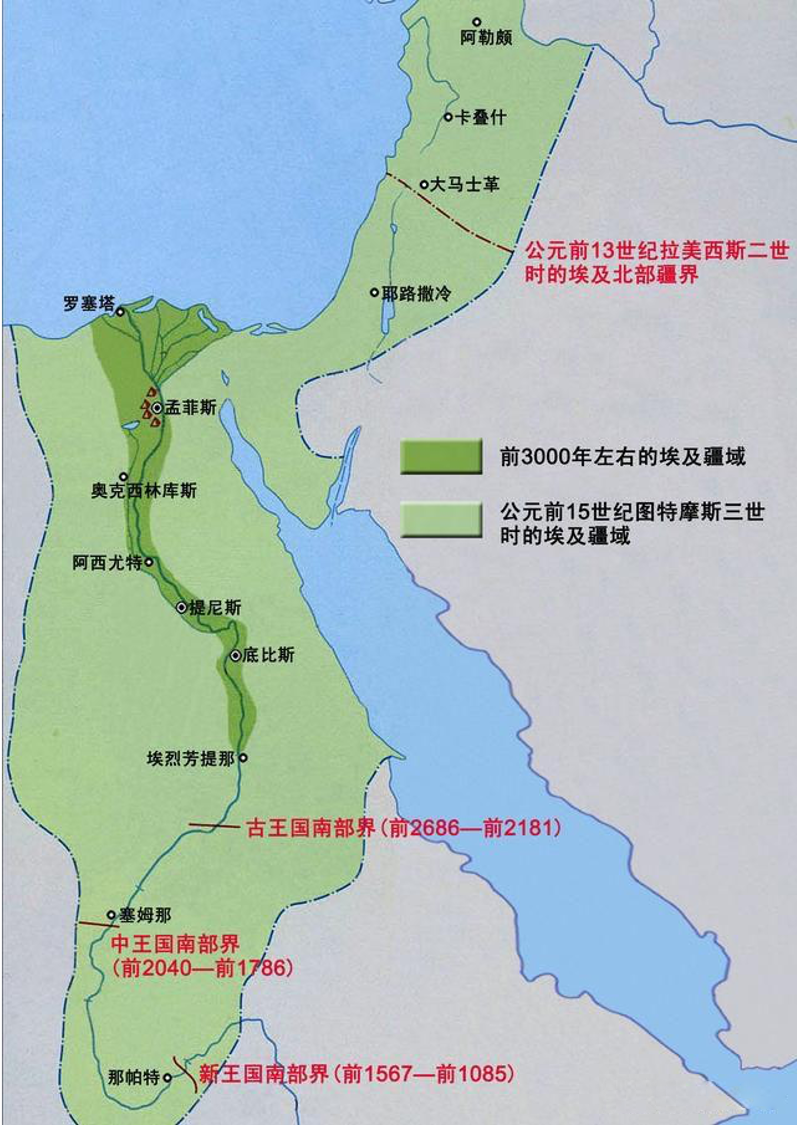 阿勒颇
卡叠什
大马士革
公元前13世纪拉美西斯二世
时的埃及北部疆界
耶路撒冷
罗塞塔
孟菲斯
前3000年左右的埃及疆域
奥克西林库斯
公元前15世纪图特摩斯三世
时的埃及疆域
阿西尤特
提尼斯
底比斯
埃烈芳提那
古王国南部界(前2686—前2181)
塞姆那
中王国南部界
(前2040—前1786)
那帕特
新王国南部界(前1567—前1085)